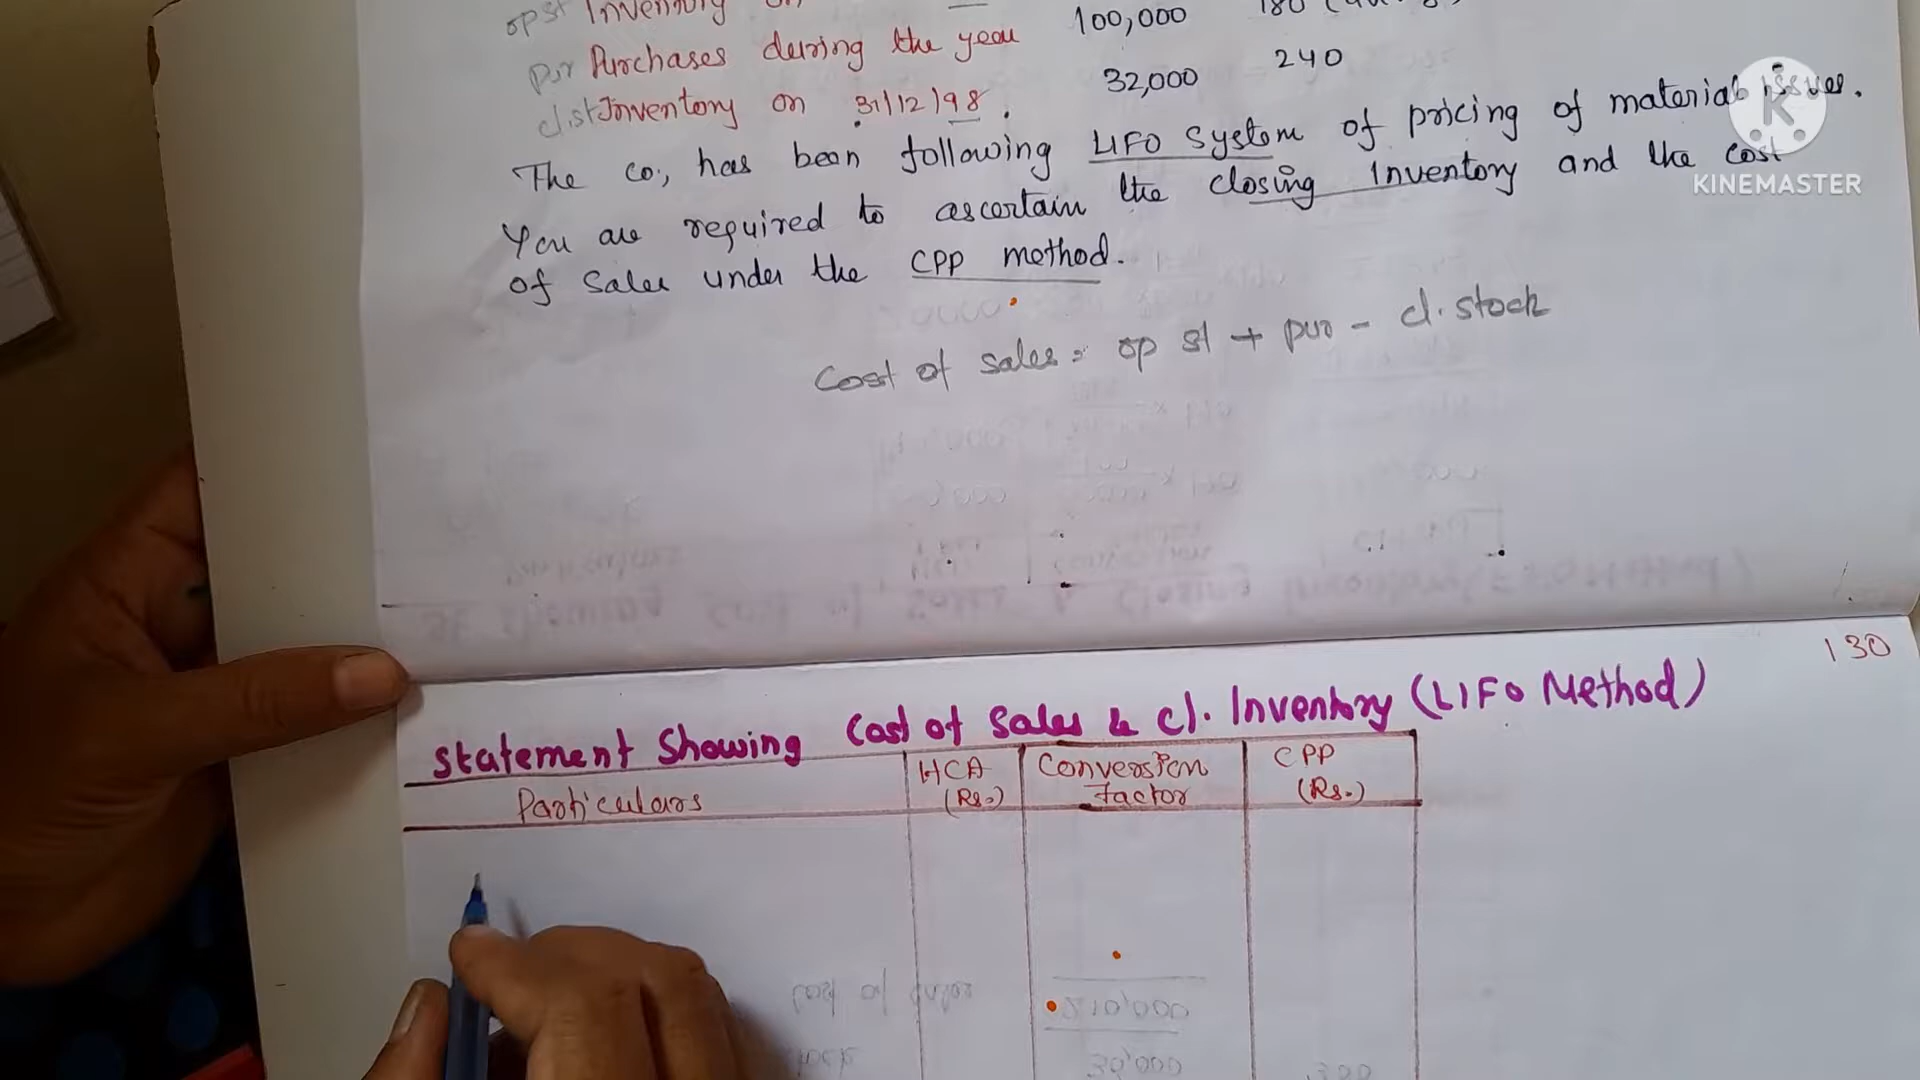 op st Inventory on
pur Purchases during the year 100,000 180
cl.st Inventory on 31/12/98. 32,000 240
The co., has been following LIFO System of pricing of material issues.
You are required to ascertain the closing Inventory and the cost
of Sales under the CPP method.
Cost of sales = op st + pur - cl. stock
KINEMASTER
130
Statement Showing Cost of Sales & Cl. Inventory (LIFO Method)
Particulars HCA (Rs.) Conversion Factor CPP (Rs.)